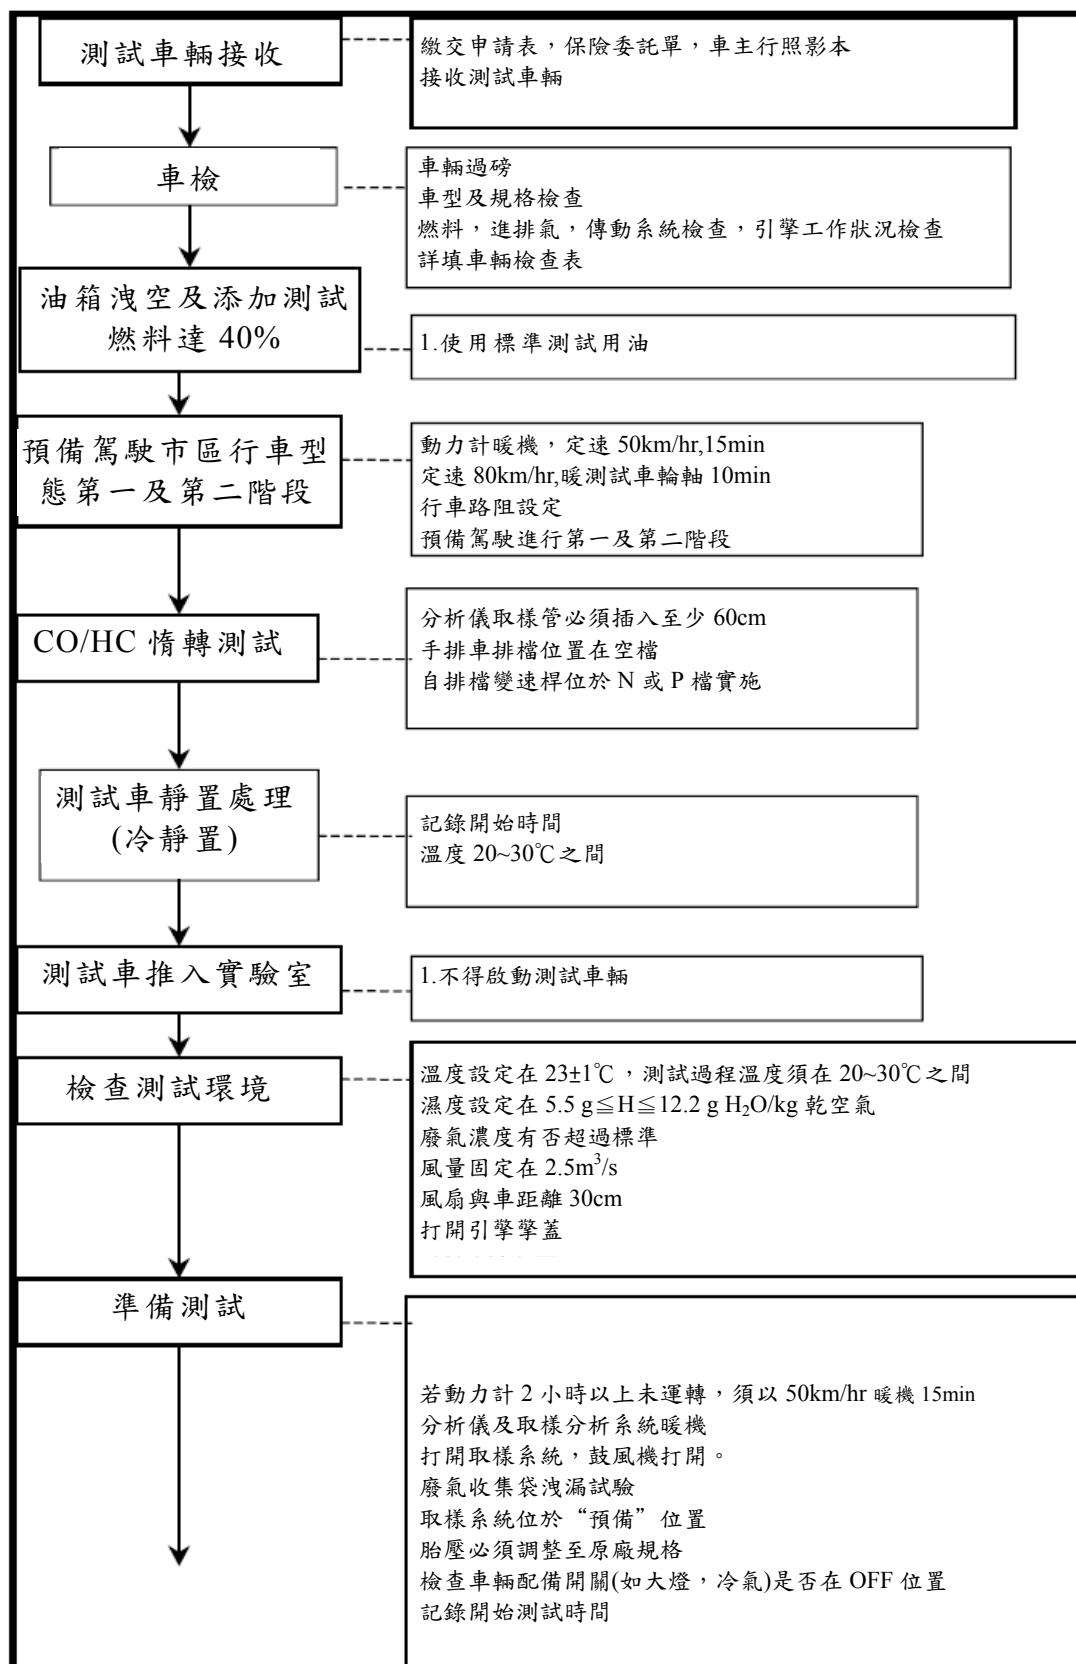 測試車輛接收
繳交申請表，保險委託單，車主行照影本
接收測試車輛
車檢
車輛過磅
車型及規格檢查
燃料，進排氣，傳動系統檢查，引擎工作狀況檢查
詳填車輛檢查表
油箱洩空及添加測試
燃料達 40%
1.使用標準測試用油
預備駕駛市區行車型
態第一及第二階段
動力計暖機，定速 50km/hr,15min
定速 80km/hr,暖測試車輪軸 10min
行車路阻設定
預備駕駛進行第一及第二階段
CO/HC 惰轉測試
分析儀取樣管必須插入至少 60cm
手排車排檔位置在空檔
自排檔變速桿位於 N 或 P 檔實施
測試車靜置處理
(冷靜置)
記錄開始時間
溫度 20~30℃之間
測試車推入實驗室
1.不得啟動測試車輛
檢查測試環境
溫度設定在 23±1℃，測試過程溫度須在 20~30℃之間
濕度設定在 5.5 g≦H≦12.2 g H₂O/kg 乾空氣
廢氣濃度有否超過標準
風量固定在 2.5m³/s
風扇與車距離 30cm
打開引擎擎蓋
準備測試
若動力計 2 小時以上未運轉，須以 50km/hr 暖機 15min
分析儀及取樣分析系統暖機
打開取樣系統，鼓風機打開。
廢氣收集袋洩漏試驗
取樣系統位於“預備”位置
胎壓必須調整至原廠規格
檢查車輛配備開關(如大燈，冷氣)是否在 OFF 位置
記錄開始測試時間